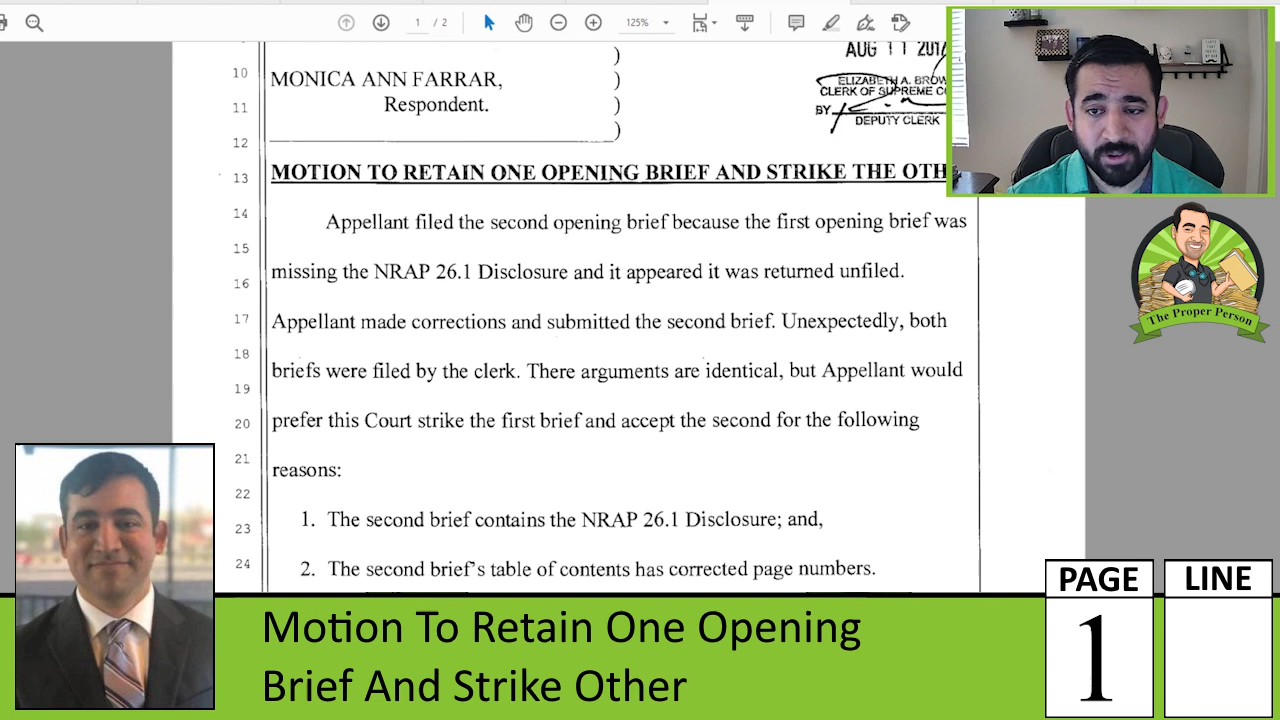 1 / 2
125%
AUG 11 201
10
MONICA ANN FARRAR,
)
)
ELIZABETH A. BROW
CLERK OF SUPREME CO
11
Respondent.
)
BY
DEPUTY CLERK
12
)
13
MOTION TO RETAIN ONE OPENING BRIEF AND STRIKE THE OTH
14
Appellant filed the second opening brief because the first opening brief was
15
missing the NRAP 26.1 Disclosure and it appeared it was returned unfiled.
16
17
Appellant made corrections and submitted the second brief. Unexpectedly, both
18
briefs were filed by the clerk. There arguments are identical, but Appellant would
19
20
prefer this Court strike the first brief and accept the second for the following
21
reasons:
22
1. The second brief contains the NRAP 26.1 Disclosure; and,
23
24
2. The second brief's table of contents has corrected page numbers.
The Proper Person
Motion To Retain One Opening
Brief And Strike Other
PAGE
LINE
1